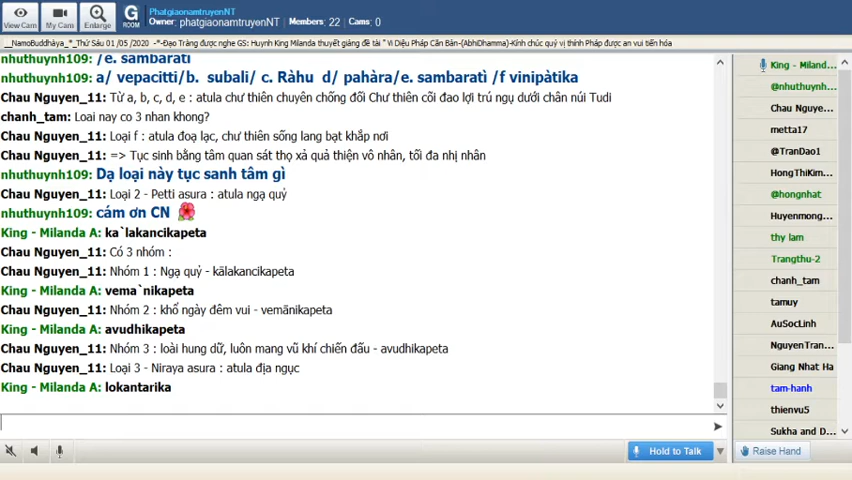 View Cam
My Cam
Enlarge
G
ROOM
PhatgiaonamtruyenNT
Owner: phatgiaonamtruyenNT Members: 22 Cams: 0
__NamoBuddhàya_*_Thứ Sáu 01 /05 /2020 -*-Đạo Tràng được nghe GS: Huynh King Milanda thuyết giảng đề tài " Vi Diệu Pháp Căn Bản-(AbhiDhamma)-Kính chúc quý vị thính Pháp được an vui tiến hóa
nhuthuynh109: /e. sambaratì
nhuthuynh109: a/ vepacitti/b. subali/ c. Ràhu d/ pahàra/e. sambaratì /f vinipàtika
Chau Nguyen_11: Từ a, b, c, d, e : atula chư thiên chuyên chống đối Chư thiên cõi đao lợi trú ngụ dưới chân núi Tudi
chanh_tam: Loai nay co 3 nhan khong?
Chau Nguyen_11: Loại f : atula đoạ lạc, chư thiên sống lang bạt khắp nơi
Chau Nguyen_11: => Tục sinh bằng tâm quan sát thọ xả quả thiện vô nhân, tối đa nhị nhân
nhuthuynh109: Dạ loại này tục sanh tâm gì
Chau Nguyen_11: Loại 2 - Petti asura : atula ngạ quỷ
nhuthuynh109: cám ơn CN
King - Milanda A: ka`lakancikapeta
Chau Nguyen_11: Có 3 nhóm :
Chau Nguyen_11: Nhóm 1 : Ngạ quỷ - kālakancikapeta
King - Milanda A: vema`nikapeta
Chau Nguyen_11: Nhóm 2 : khổ ngày đêm vui - vemānikapeta
King - Milanda A: avudhikapeta
Chau Nguyen_11: Nhóm 3 : loài hung dữ, luôn mang vũ khí chiến đấu - avudhikapeta
Chau Nguyen_11: Loại 3 - Niraya asura : atula địa ngục
King - Milanda A: lokantarika
Hold to Talk
King - Miland...
@nhuthuynh...
Chau Nguye...
metta17
@TranDao1
HongThiKim...
@hongnhat
Huyenmong...
thy lam
Trangthu-2
chanh_tam
tamuy
AuSocLinh
NguyenTran...
Giang Nhat Ha
tam-hanh
thienvu5
Sukha and D...
Raise Hand